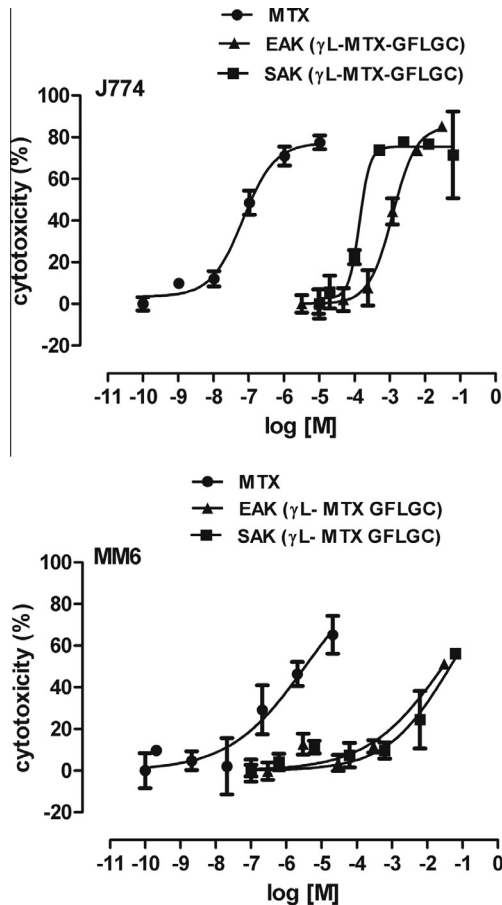 MTX
EAK (γL-MTX-GFLGC)
SAK (γL-MTX-GFLGC)
J774
cytotoxicity (%)
100
80
60
40
20
0
-20
-11 -10 -9 -8 -7 -6 -5 -4 -3 -2 -1 0
log [M]
MTX
EAK (γL- MTX GFLGC)
SAK (γL- MTX GFLGC)
MM6
cytotoxicity (%)
100
80
60
40
20
0
-20
-11 -10 -9 -8 -7 -6 -5 -4 -3 -2 -1 0
log [M]